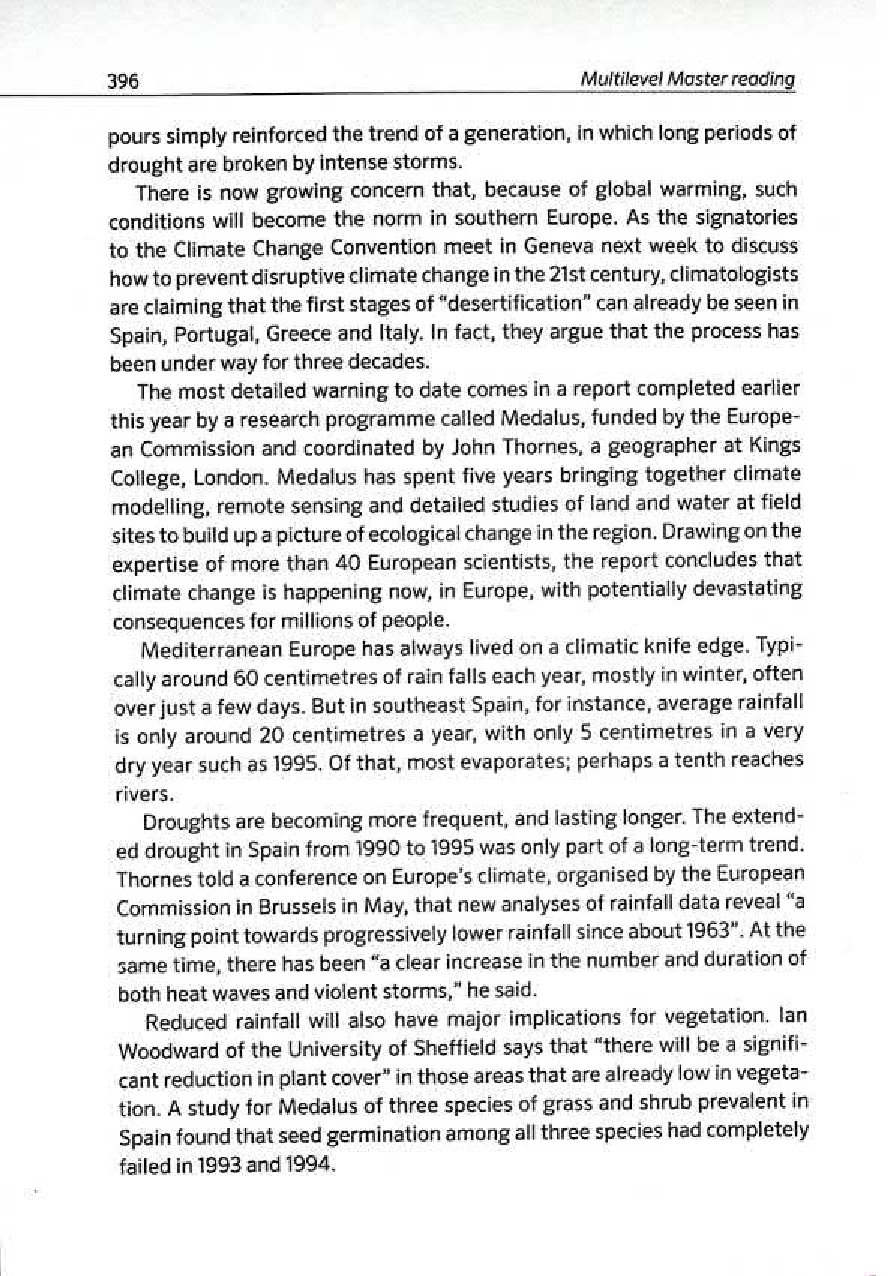 396 Multilevel Master reading
pours simply reinforced the trend of a generation, in which long periods of
drought are broken by intense storms.
There is now growing concern that, because of global warming, such
conditions will become the norm in southern Europe. As the signatories
to the Climate Change Convention meet in Geneva next week to discuss
how to prevent disruptive climate change in the 21st century, climatologists
are claiming that the first stages of "desertification" can already be seen in
Spain, Portugal, Greece and Italy. In fact, they argue that the process has
been under way for three decades.
The most detailed warning to date comes in a report completed earlier
this year by a research programme called Medalus, funded by the Europe-
an Commission and coordinated by John Thornes, a geographer at Kings
College, London. Medalus has spent five years bringing together climate
modelling, remote sensing and detailed studies of land and water at field
sites to build up a picture of ecological change in the region. Drawing on the
expertise of more than 40 European scientists, the report concludes that
climate change is happening now, in Europe, with potentially devastating
consequences for millions of people.
Mediterranean Europe has always lived on a climatic knife edge. Typi-
cally around 60 centimetres of rain falls each year, mostly in winter, often
over just a few days. But in southeast Spain, for instance, average rainfall
is only around 20 centimetres a year, with only 5 centimetres in a very
dry year such as 1995. Of that, most evaporates; perhaps a tenth reaches
rivers.
Droughts are becoming more frequent, and lasting longer. The extend-
ed drought in Spain from 1990 to 1995 was only part of a long-term trend.
Thornes told a conference on Europe's climate, organised by the European
Commission in Brussels in May, that new analyses of rainfall data reveal "a
turning point towards progressively lower rainfall since about 1963". At the
same time, there has been "a clear increase in the number and duration of
both heat waves and violent storms," he said.
Reduced rainfall will also have major implications for vegetation. Ian
Woodward of the University of Sheffield says that "there will be a signifi-
cant reduction in plant cover" in those areas that are already low in vegeta-
tion. A study for Medalus of three species of grass and shrub prevalent in
Spain found that seed germination among all three species had completely
failed in 1993 and 1994.